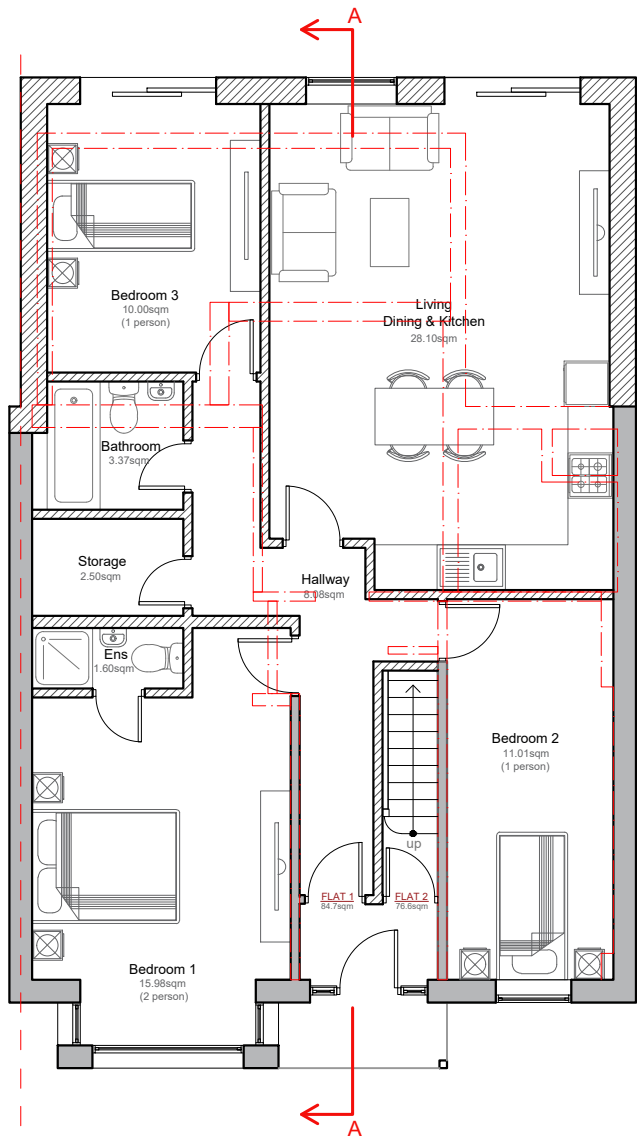 A
Bedroom 3
10.00sqm
(1 person)
Living
Dining & Kitchen
28.10sqm
Bathroom
3.37sqm
Storage
2.50sqm
Hallway
8.08sqm
Ens
1.60sqm
Bedroom 2
11.01sqm
(1 person)
up
FLAT 1
84.7sqm
FLAT 2
76.6sqm
Bedroom 1
15.98sqm
(2 person)
A